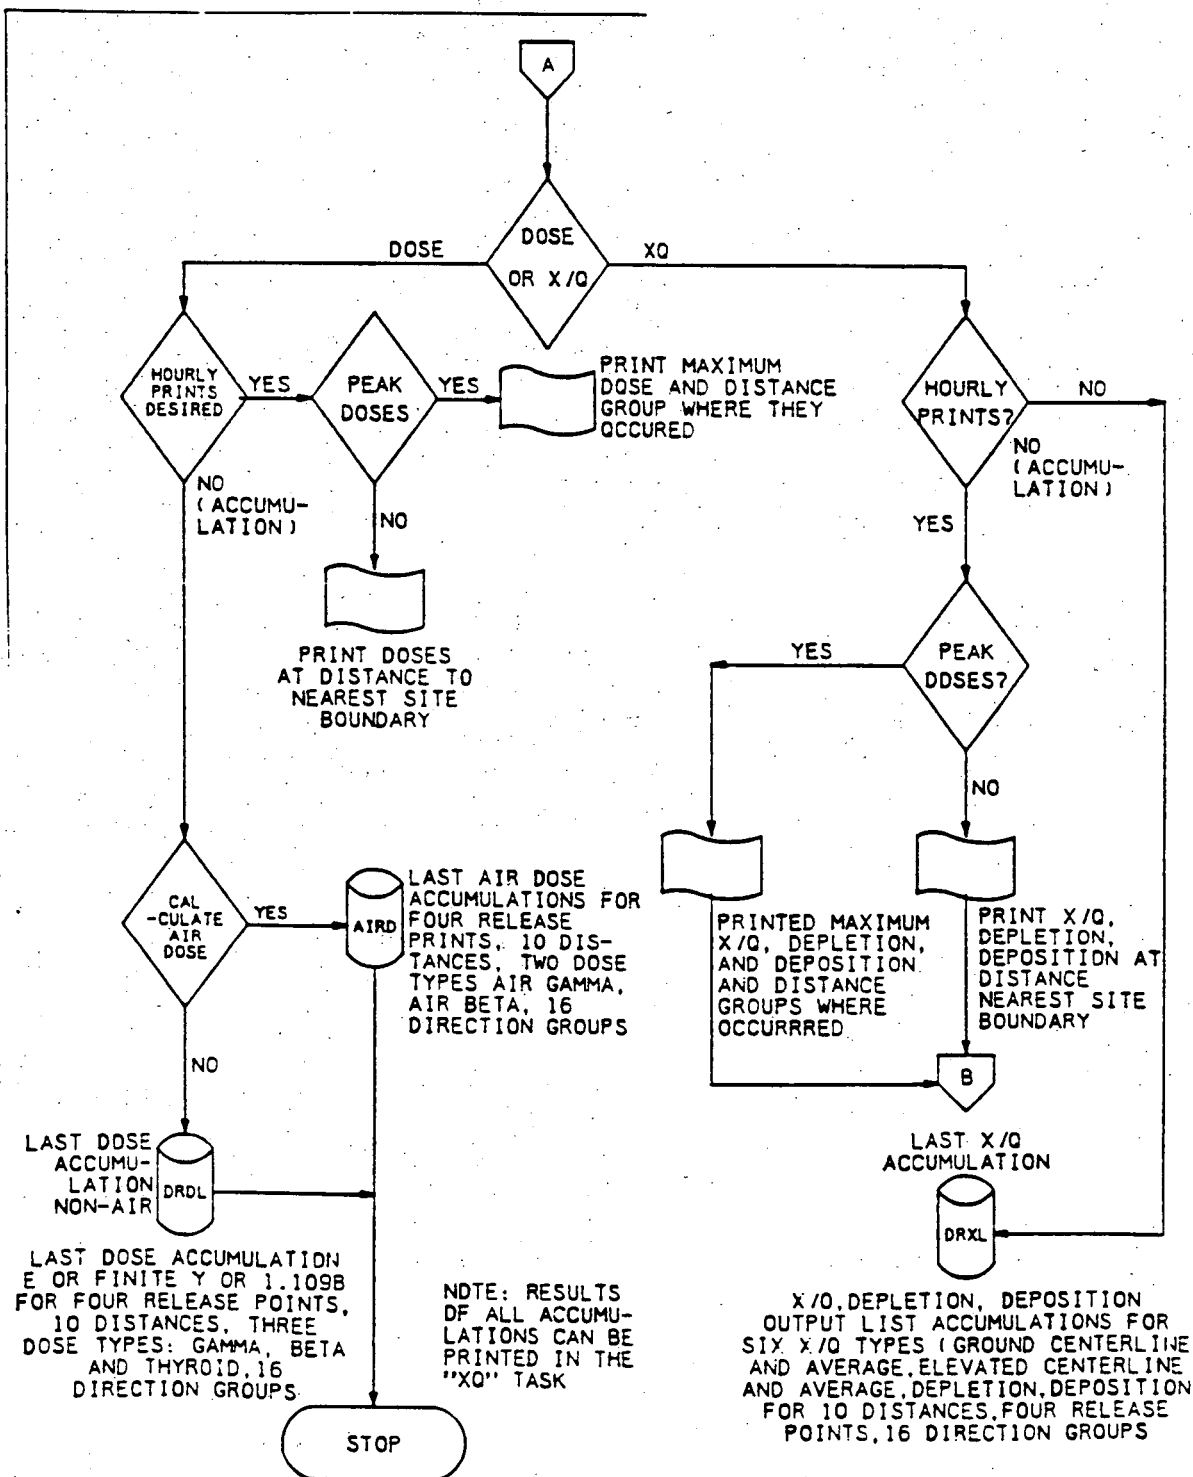 A
DOSE
OR X/Q
DOSE
XQ
HOURLY
PRINTS
DESIRED
YES
PEAK
DOSES
YES
PRINT MAXIMUM
DOSE AND DISTANCE
GROUP WHERE THEY
OCCURED
HOURLY
PRINTS?
NO
NO
(ACCUMU-
LATION)
NO
(ACCUMU-
LATION)
NO
YES
PRINT DOSES
AT DISTANCE TO
NEAREST SITE
BOUNDARY
YES
PEAK
DOSES?
NO
CAL
-CULATE
AIR
DOSE
YES
AIRD
LAST AIR DOSE
ACCUMULATIONS FOR
FOUR RELEASE
PRINTS, 10 DIS-
TANCES, TWO DOSE
TYPES AIR GAMMA,
AIR BETA, 16
DIRECTION GROUPS
PRINTED MAXIMUM
X/Q, DEPLETION,
AND DEPOSITION
AND DISTANCE
GROUPS WHERE
OCCURRRED
PRINT X/Q,
DEPLETION,
DEPOSITION AT
DISTANCE
NEAREST SITE
BOUNDARY
NO
B
LAST DOSE
ACCUMU-
LATION
NON-AIR
DRDL
LAST X/Q
ACCUMULATION
DRXL
LAST DOSE ACCUMULATION
E OR FINITE Y OR 1.109B
FOR FOUR RELEASE POINTS,
10 DISTANCES, THREE
DOSE TYPES: GAMMA, BETA
AND THYROID,16
DIRECTION GROUPS
NOTE: RESULTS
OF ALL ACCUMU-
LATIONS CAN BE
PRINTED IN THE
"XQ" TASK
X/Q,DEPLETION, DEPOSITION
OUTPUT LIST ACCUMULATIONS FOR
SIX X/Q TYPES (GROUND CENTERLINE
AND AVERAGE,ELEVATED CENTERLINE
AND AVERAGE,DEPLETION,DEPOSITION
FOR 10 DISTANCES,FOUR RELEASE
POINTS,16 DIRECTION GROUPS
STOP